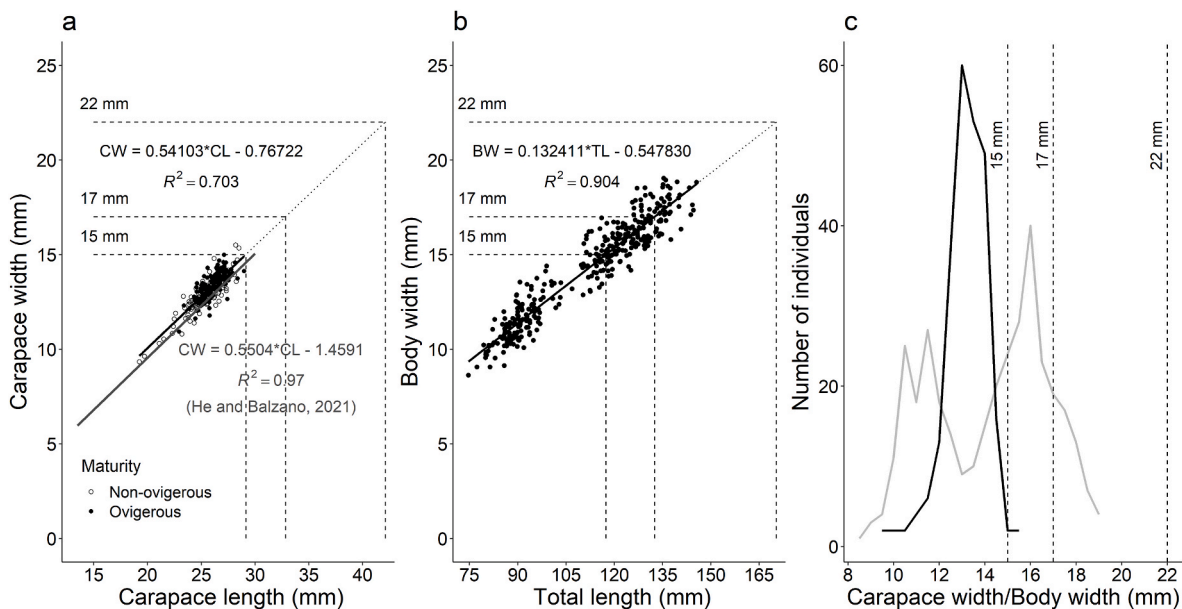 a
25
22 mm
CW = 0.54103*CL - 0.76722
20
R² = 0.703
17 mm
15 mm
15
10
CW = 0.5504*CL - 1.4591
R² = 0.97
(He and Balzano, 2021)
5
Maturity
Non-ovigerous
Ovigerous
0
15 20 25 30 35 40
Carapace length (mm)
Carapace width (mm)
b
25
22 mm
BW = 0.132411*TL - 0.547830
20
R² = 0.904
17 mm
15 mm
15
10
5
0
75 90 105 120 135 150 165
Total length (mm)
Body width (mm)
c
60
15 mm
17 mm
22 mm
40
20
0
8 10 12 14 16 18 20 22
Carapace width/Body width (mm)
Number of individuals